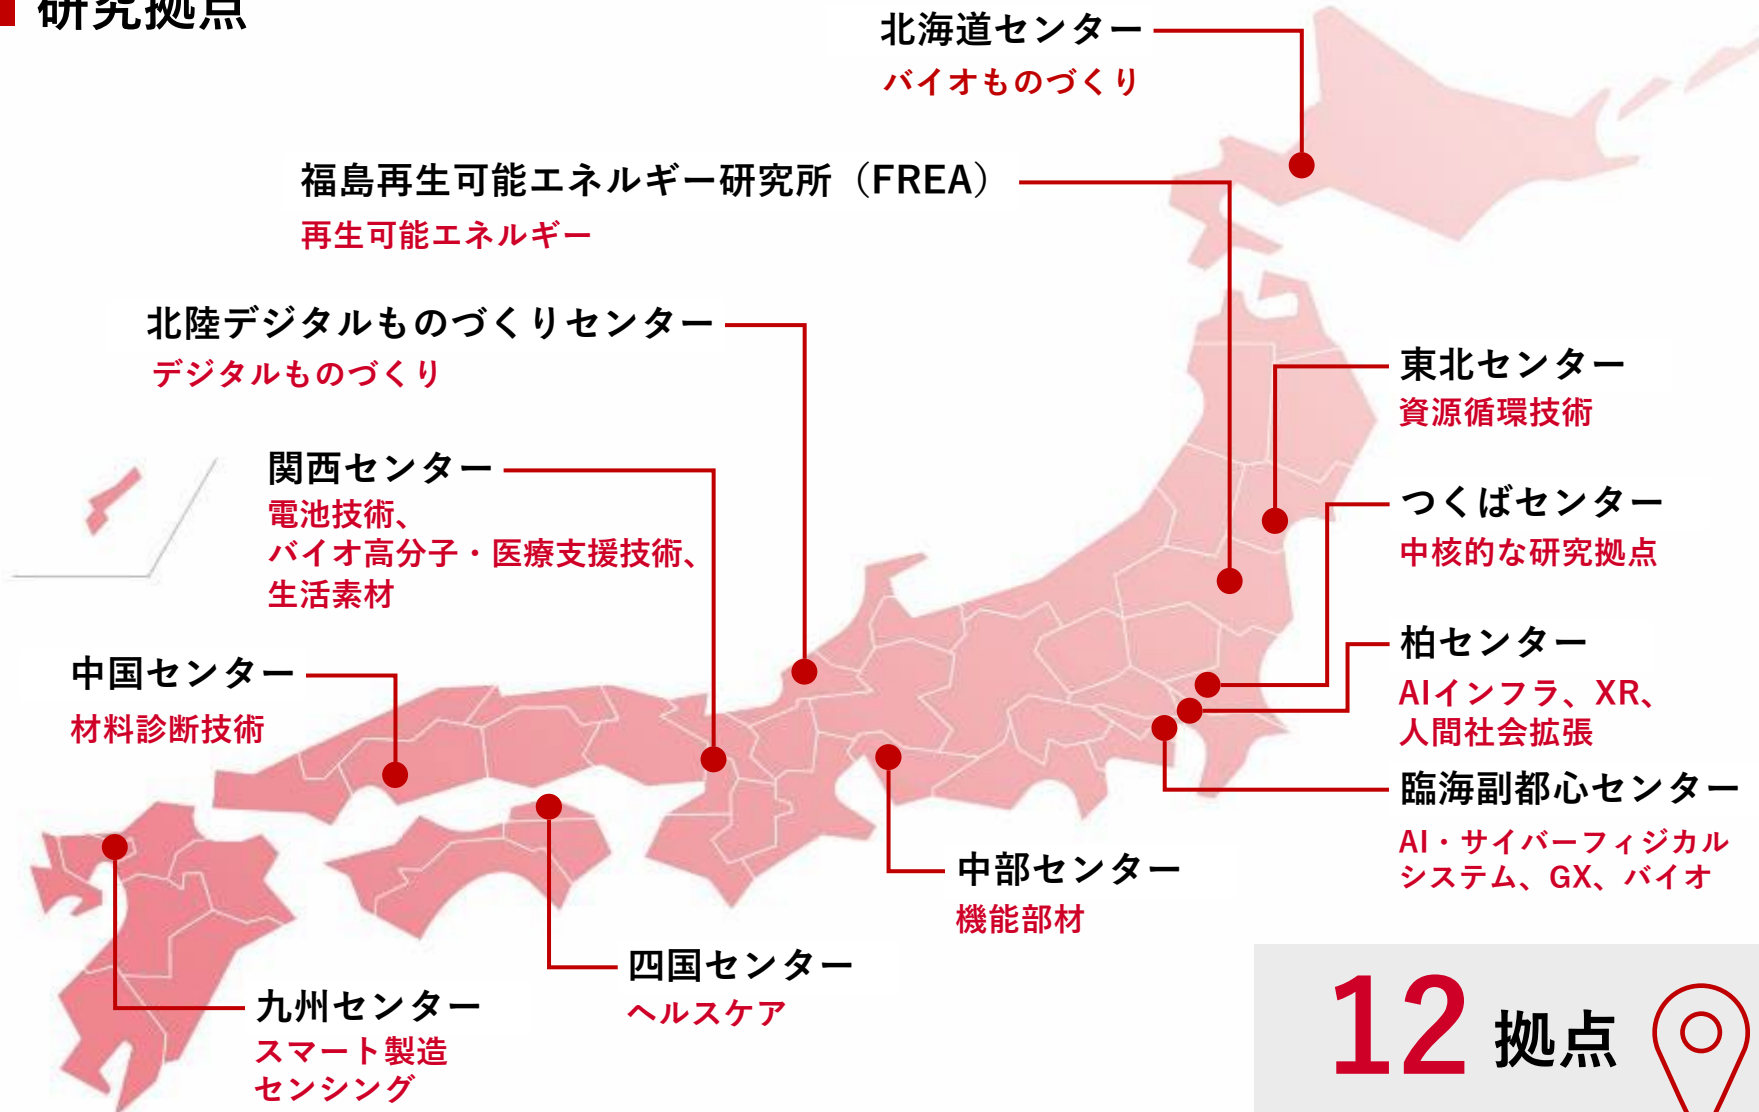 研究拠点
北海道センター
バイオものづくり
福島再生可能エネルギー研究所（FREA）
再生可能エネルギー
北陸デジタルものづくりセンター
デジタルものづくり
関西センター
電池技術、
バイオ高分子・医療支援技術、
生活素材
中国センター
材料診断技術
東北センター
資源循環技術
つくばセンター
中核的な研究拠点
柏センター
AIインフラ、XR、
人間社会拡張
臨海副都心センター
AI・サイバーフィジカル
システム、GX、バイオ
中部センター
機能部材
四国センター
ヘルスケア
九州センター
スマート製造
センシング
12 拠点